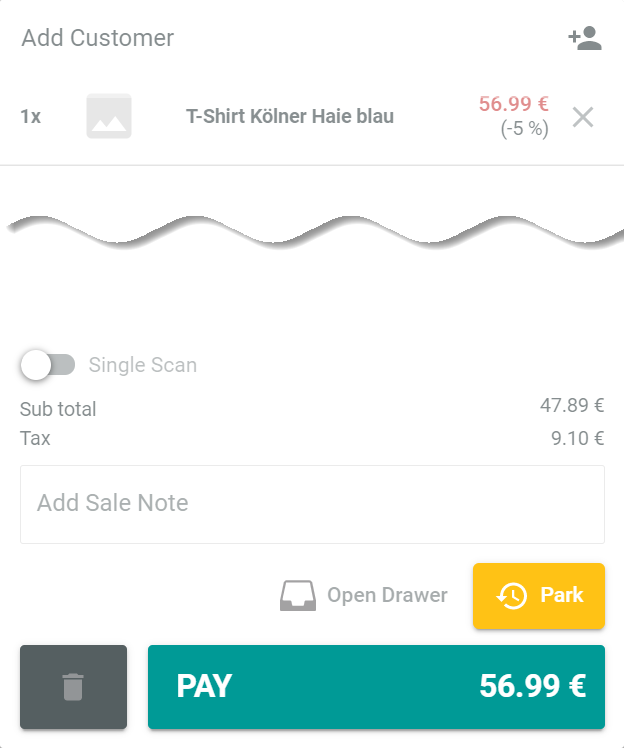 Add Customer
1x T-Shirt Kölner Haie blau 56.99 €
(-5 %)
Single Scan
Sub total 47.89 €
Tax 9.10 €
Add Sale Note
Open Drawer Park
PAY 56.99 €